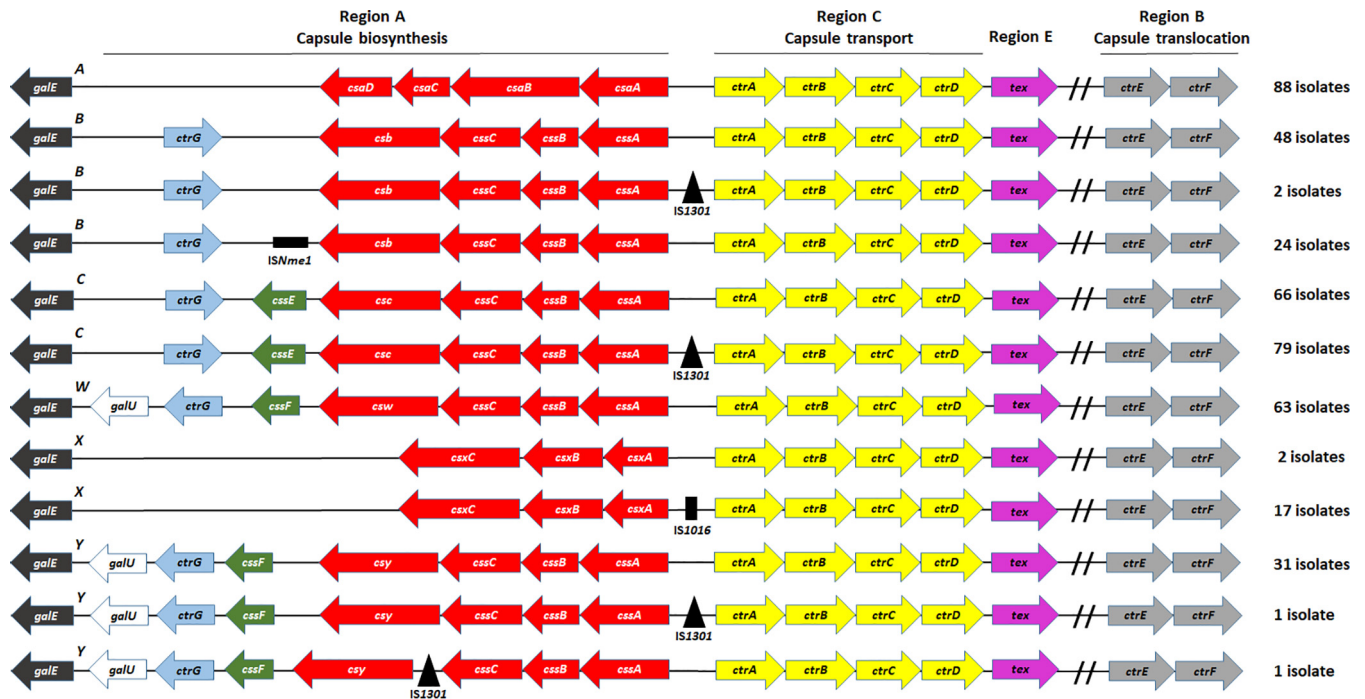 Region A Region C Region B
Capsule biosynthesis Capsule transport Region E Capsule translocation
A
galE csaD csaC csaB csaA ctrA ctrB ctrC ctrD tex ctrE ctrF 88 isolates
B
galE ctrG csb cssC cssB cssA ctrA ctrB ctrC ctrD tex ctrE ctrF 48 isolates
B
galE ctrG csb cssC cssB cssA ctrA ctrB ctrC ctrD tex ctrE ctrF 2 isolates
IS1301
B
galE ctrG csb cssC cssB cssA ctrA ctrB ctrC ctrD tex ctrE ctrF 24 isolates
ISNme1
C
galE ctrG cssE csc cssC cssB cssA ctrA ctrB ctrC ctrD tex ctrE ctrF 66 isolates
C
galE ctrG cssE csc cssC cssB cssA ctrA ctrB ctrC ctrD tex ctrE ctrF 79 isolates
IS1301
W
galE galU ctrG cssF csw cssC cssB cssA ctrA ctrB ctrC ctrD tex ctrE ctrF 63 isolates
X
galE csxC csxB csxA ctrA ctrB ctrC ctrD tex ctrE ctrF 2 isolates
X
galE csxC csxB csxA ctrA ctrB ctrC ctrD tex ctrE ctrF 17 isolates
IS1016
Y
galE galU ctrG cssF csy cssC cssB cssA ctrA ctrB ctrC ctrD tex ctrE ctrF 31 isolates
Y
galE galU ctrG cssF csy cssC cssB cssA ctrA ctrB ctrC ctrD tex ctrE ctrF 1 isolate
IS1301
Y
galE galU ctrG cssF csy cssC cssB cssA ctrA ctrB ctrC ctrD tex ctrE ctrF 1 isolate
IS1301